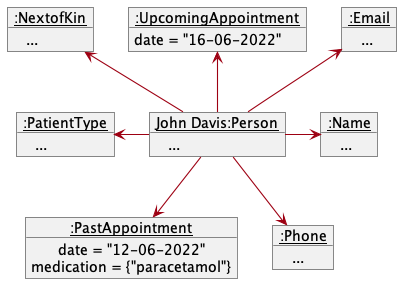 :NextofKin
...
:UpcomingAppointment
date = "16-06-2022"
:Email
...
:PatientType
...
John Davis:Person
...
:Name
...
:PastAppointment
date = "12-06-2022"
medication = {"paracetamol"}
:Phone
...